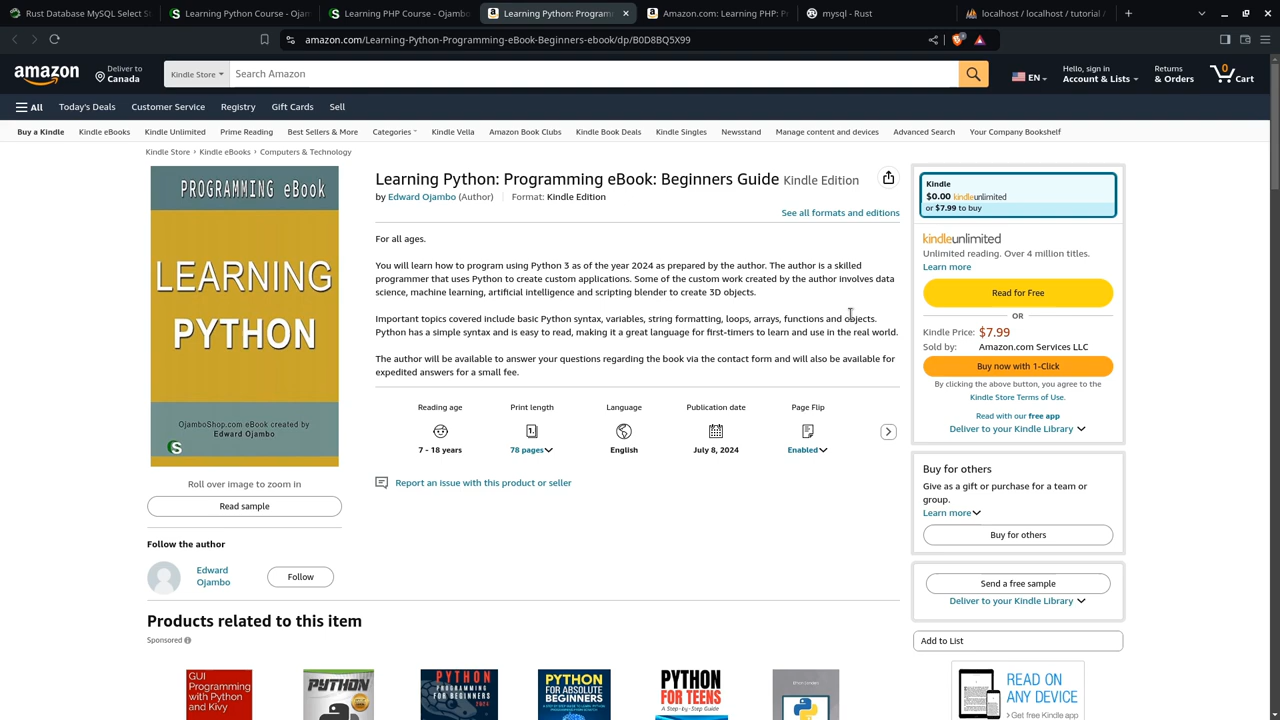 Rust Database MySQL Select S
Learning Python Course - Ojam
Learning PHP Course - Ojambo
Learning Python: Program
Amazon.com: Learning PHP: P
mysql - Rust
localhost / localhost / tutorial /
amazon.com/Learning-Python-Programming-eBook-Beginners-ebook/dp/B0D8BQ5X99
amazon
Deliver to
Canada
Kindle Store
Search Amazon
EN
Hello, sign in
Account & Lists
Returns
& Orders
0
Cart
All
Today's Deals
Customer Service
Registry
Gift Cards
Sell
Buy a Kindle
Kindle eBooks
Kindle Unlimited
Prime Reading
Best Sellers & More
Categories
Kindle Vella
Amazon Book Clubs
Kindle Book Deals
Kindle Singles
Newsstand
Manage content and devices
Advanced Search
Your Company Bookshelf
Kindle Store › Kindle eBooks › Computers & Technology
PROGRAMMING eBook
LEARNING
PYTHON
OjamboShop.com eBook created by
Edward Ojambo
Roll over image to zoom in
Read sample
Follow the author
Edward
Ojambo
Follow
Learning Python: Programming eBook: Beginners Guide Kindle Edition
by Edward Ojambo (Author) Format: Kindle Edition
See all formats and editions
For all ages.
You will learn how to program using Python 3 as of the year 2024 as prepared by the author. The author is a skilled
programmer that uses Python to create custom applications. Some of the custom work created by the author involves data
science, machine learning, artificial intelligence and scripting blender to create 3D objects.
Important topics covered include basic Python syntax, variables, string formatting, loops, arrays, functions and objects.
Python has a simple syntax and is easy to read, making it a great language for first-timers to learn and use in the real world.
The author will be available to answer your questions regarding the book via the contact form and will also be available for
expedited answers for a small fee.
Reading age
7 - 18 years
Print length
78 pages
Language
English
Publication date
July 8, 2024
Page Flip
Enabled
Report an issue with this product or seller
Kindle
$0.00 kindleunlimited
or $7.99 to buy
kindleunlimited
Unlimited reading. Over 4 million titles.
Learn more
Read for Free
OR
Kindle Price: $7.99
Sold by: Amazon.com Services LLC
Buy now with 1-Click
By clicking the above button, you agree to the
Kindle Store Terms of Use.
Read with our free app
Deliver to your Kindle Library
Buy for others
Give as a gift or purchase for a team or
group.
Learn more
Buy for others
Send a free sample
Deliver to your Kindle Library
Add to List
READ ON
ANY DEVICE
› Get free Kindle app
Products related to this item
Sponsored
GUI
Programming
with Python
and Kivy
PYTHON
PYTHON
PROGRAMMING
FOR BEGINNERS
2024
PYTHON
FOR ABSOLUTE
BEGINNERS
PYTHON
FOR TEENS
A Step-by-Step Guide